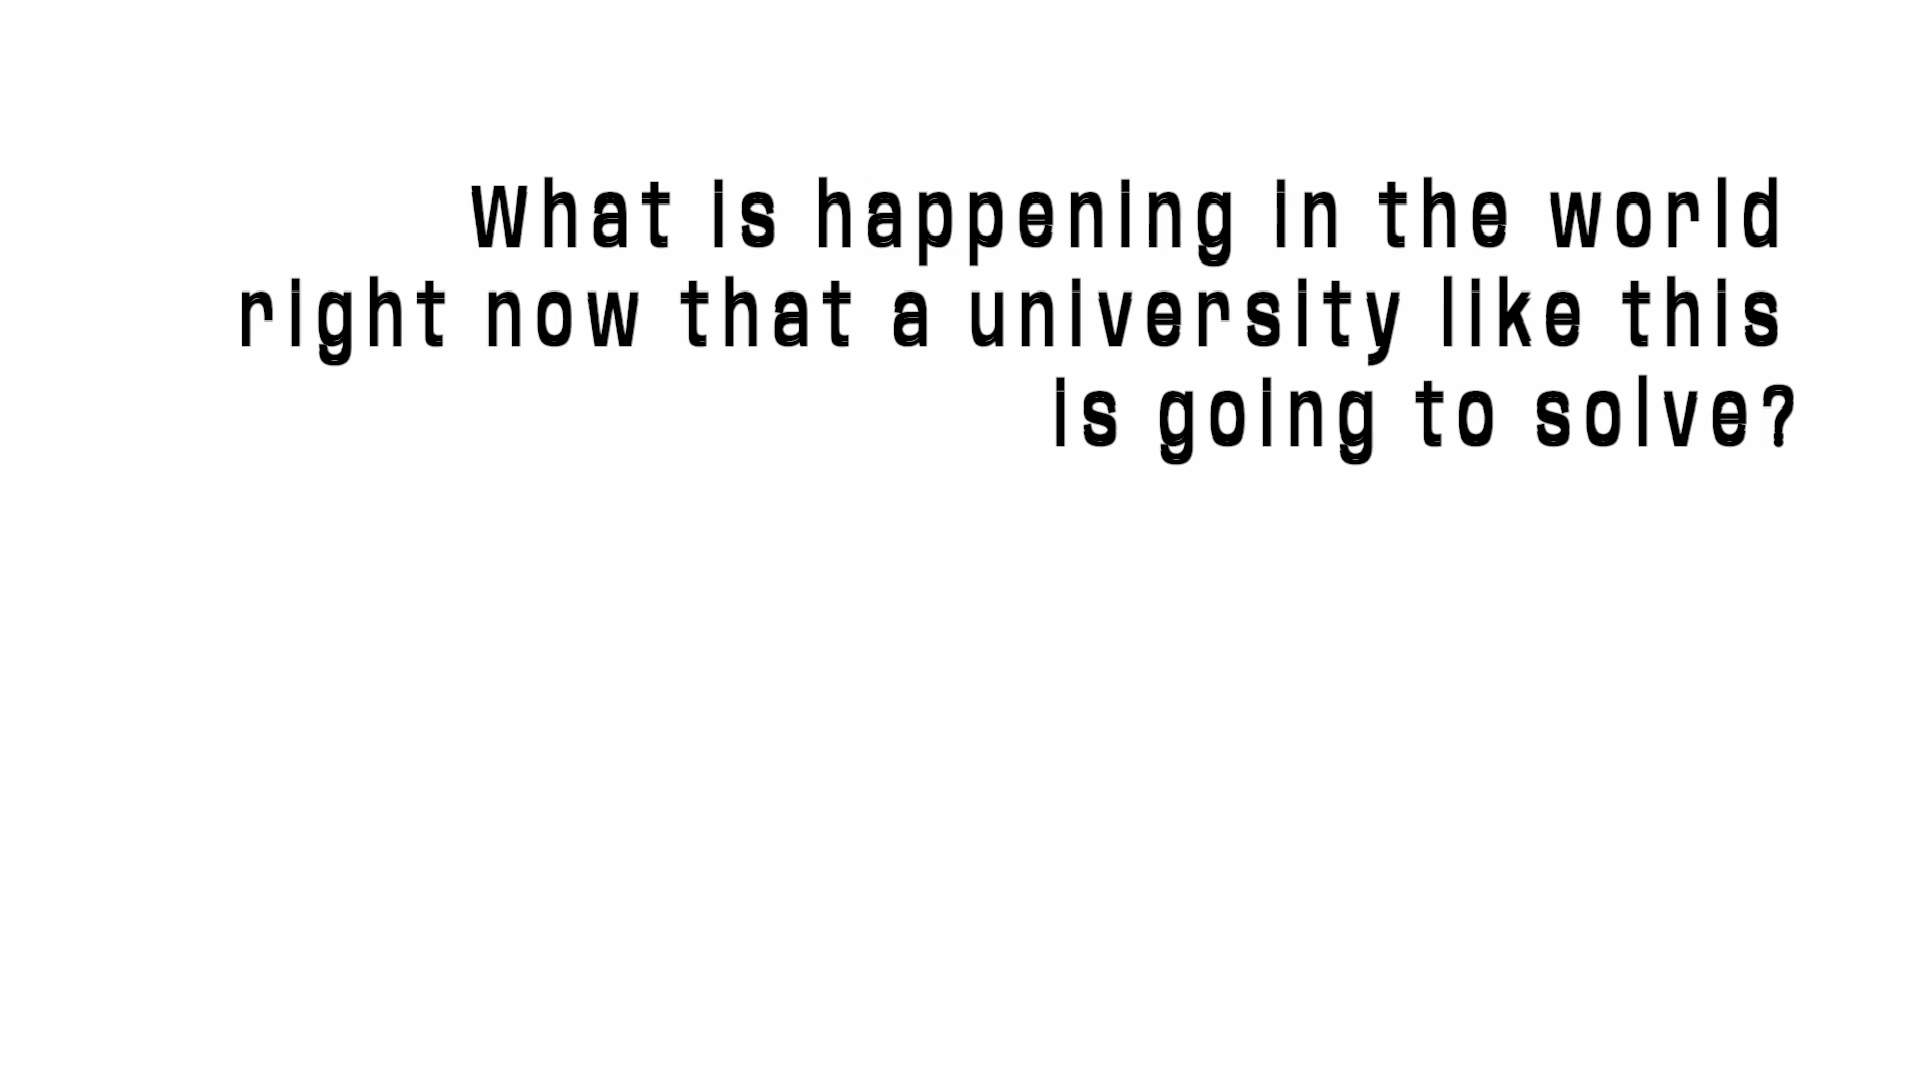 What is happening in the world
right now that a university like this
is going to solve?